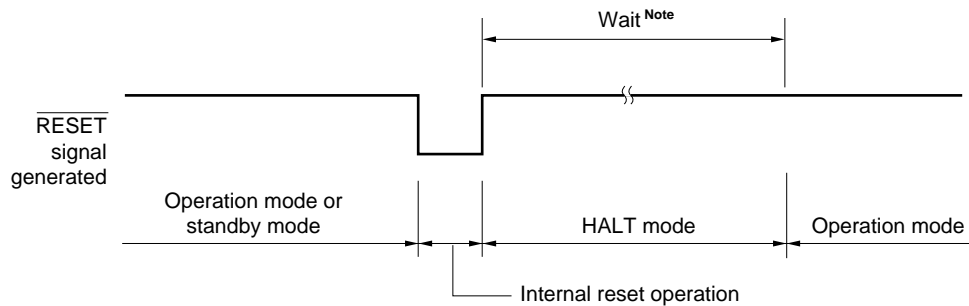 Wait Note
RESET
signal
generated
Operation mode or
standby mode
HALT mode
Operation mode
Internal reset operation